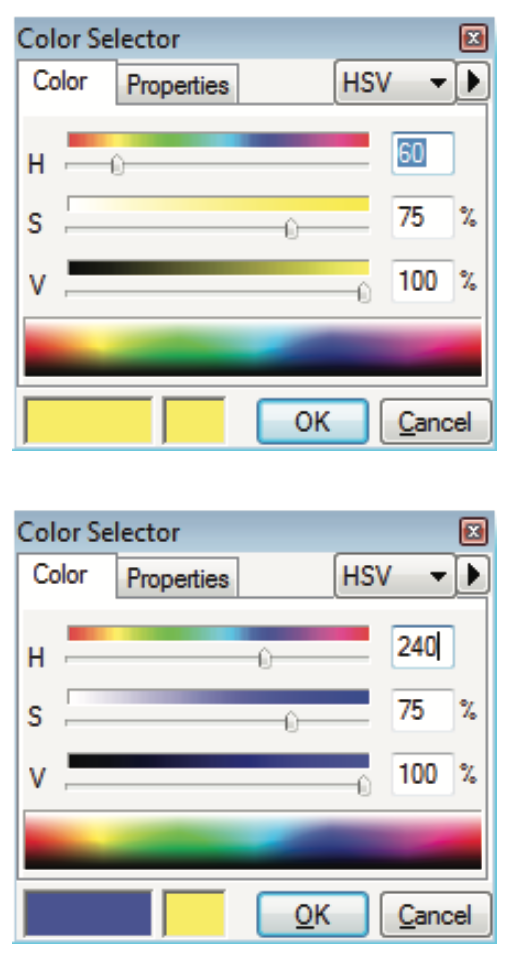 Color Selector
Color Properties HSV
H 60
S 75 %
V 100 %
OK Cancel
Color Selector
Color Properties HSV
H 240
S 75 %
V 100 %
OK Cancel